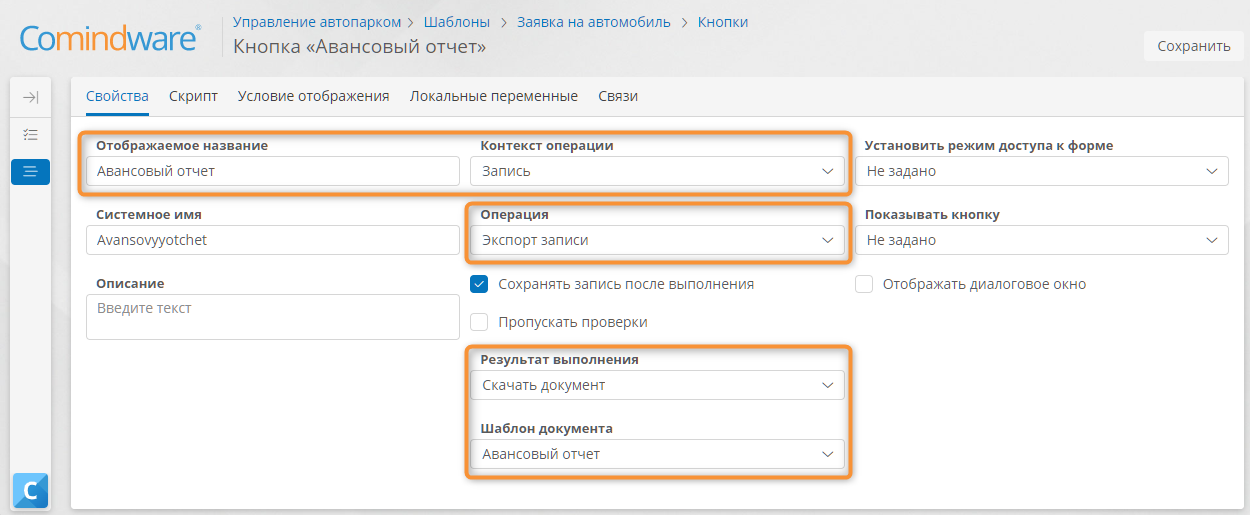 Comindware®
Управление автопарком > Шаблоны > Заявка на автомобиль > Кнопки
Кнопка «Авансовый отчет»
Сохранить
Свойства Скрипт Условие отображения Локальные переменные Связи
Отображаемое название Контекст операции Установить режим доступа к форме
Авансовый отчет Запись Не задано
Системное имя Операция Показывать кнопку
Avansovyyotchet Экспорт записи Не задано
Описание Сохранять запись после выполнения Отображать диалоговое окно
Введите текст
Пропускать проверки
Результат выполнения
Скачать документ
Шаблон документа
Авансовый отчет
C